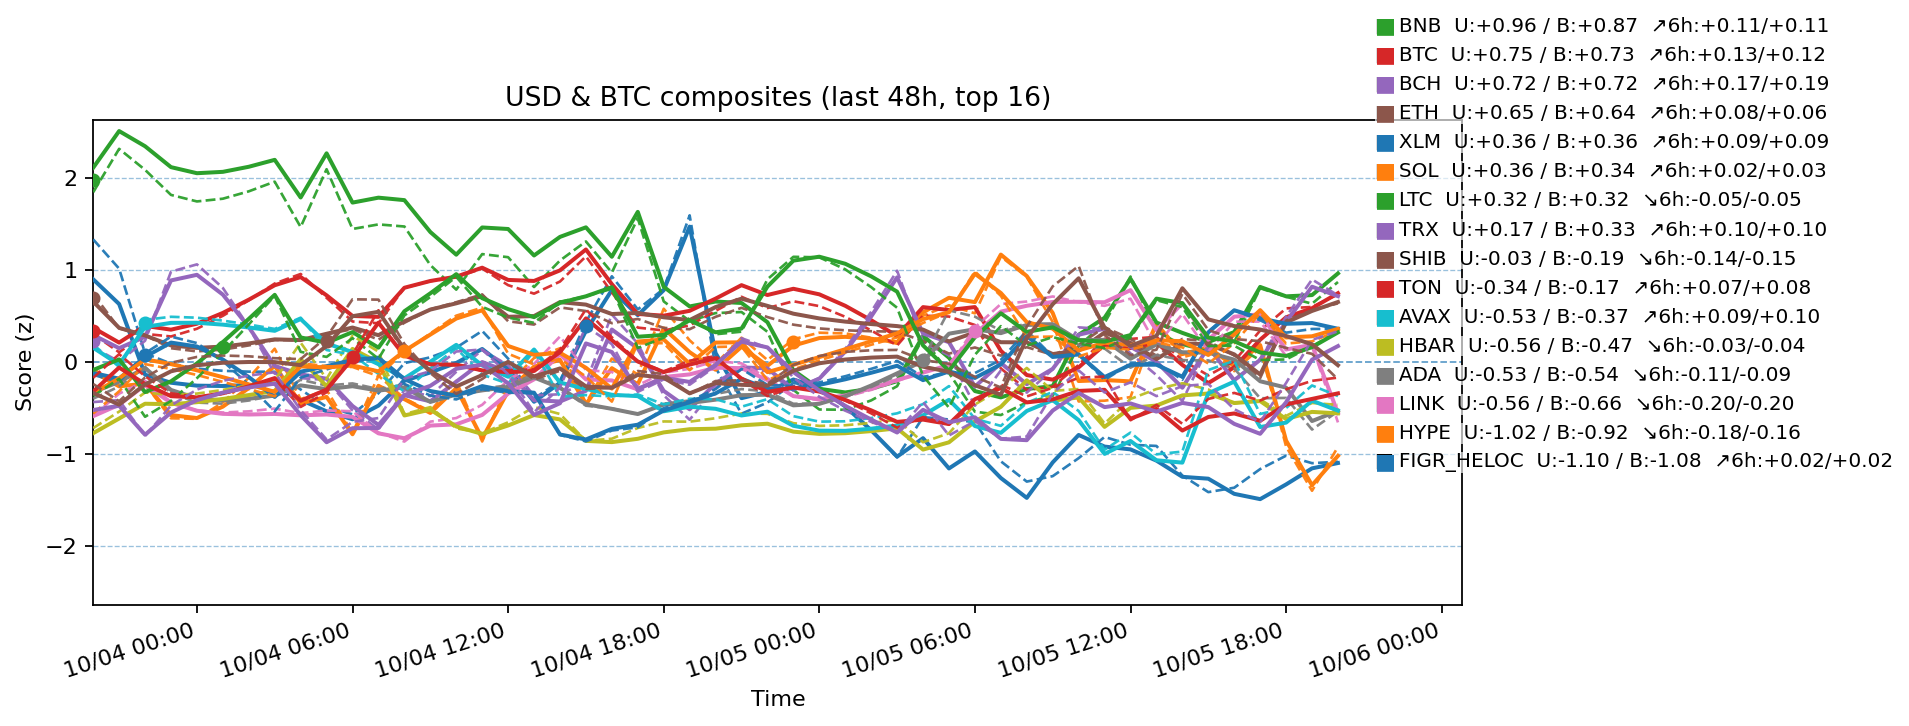 BNB  U:+0.96 / B:+0.87  ↗6h:+0.11/+0.11
BTC  U:+0.75 / B:+0.73  ↗6h:+0.13/+0.12
BCH  U:+0.72 / B:+0.72  ↗6h:+0.17/+0.19
ETH  U:+0.65 / B:+0.64  ↗6h:+0.08/+0.06
XLM  U:+0.36 / B:+0.36  ↗6h:+0.09/+0.09
SOL  U:+0.36 / B:+0.34  ↗6h:+0.02/+0.03
LTC  U:+0.32 / B:+0.32  ↘6h:-0.05/-0.05
TRX  U:+0.17 / B:+0.33  ↗6h:+0.10/+0.10
SHIB  U:-0.03 / B:-0.19  ↘6h:-0.14/-0.15
TON  U:-0.34 / B:-0.17  ↗6h:+0.07/+0.08
AVAX  U:-0.53 / B:-0.37  ↗6h:+0.09/+0.10
HBAR  U:-0.56 / B:-0.47  ↘6h:-0.03/-0.04
ADA  U:-0.53 / B:-0.54  ↘6h:-0.11/-0.09
LINK  U:-0.56 / B:-0.66  ↘6h:-0.20/-0.20
HYPE  U:-1.02 / B:-0.92  ↘6h:-0.18/-0.16
FIGR_HELOC  U:-1.10 / B:-1.08  ↗6h:+0.02/+0.02
USD & BTC composites (last 48h, top 16)
Score (z)
2
1
0
−1
−2
10/04 00:00
10/04 06:00
10/04 12:00
10/04 18:00
10/05 00:00
10/05 06:00
10/05 12:00
10/05 18:00
10/06 00:00
Time